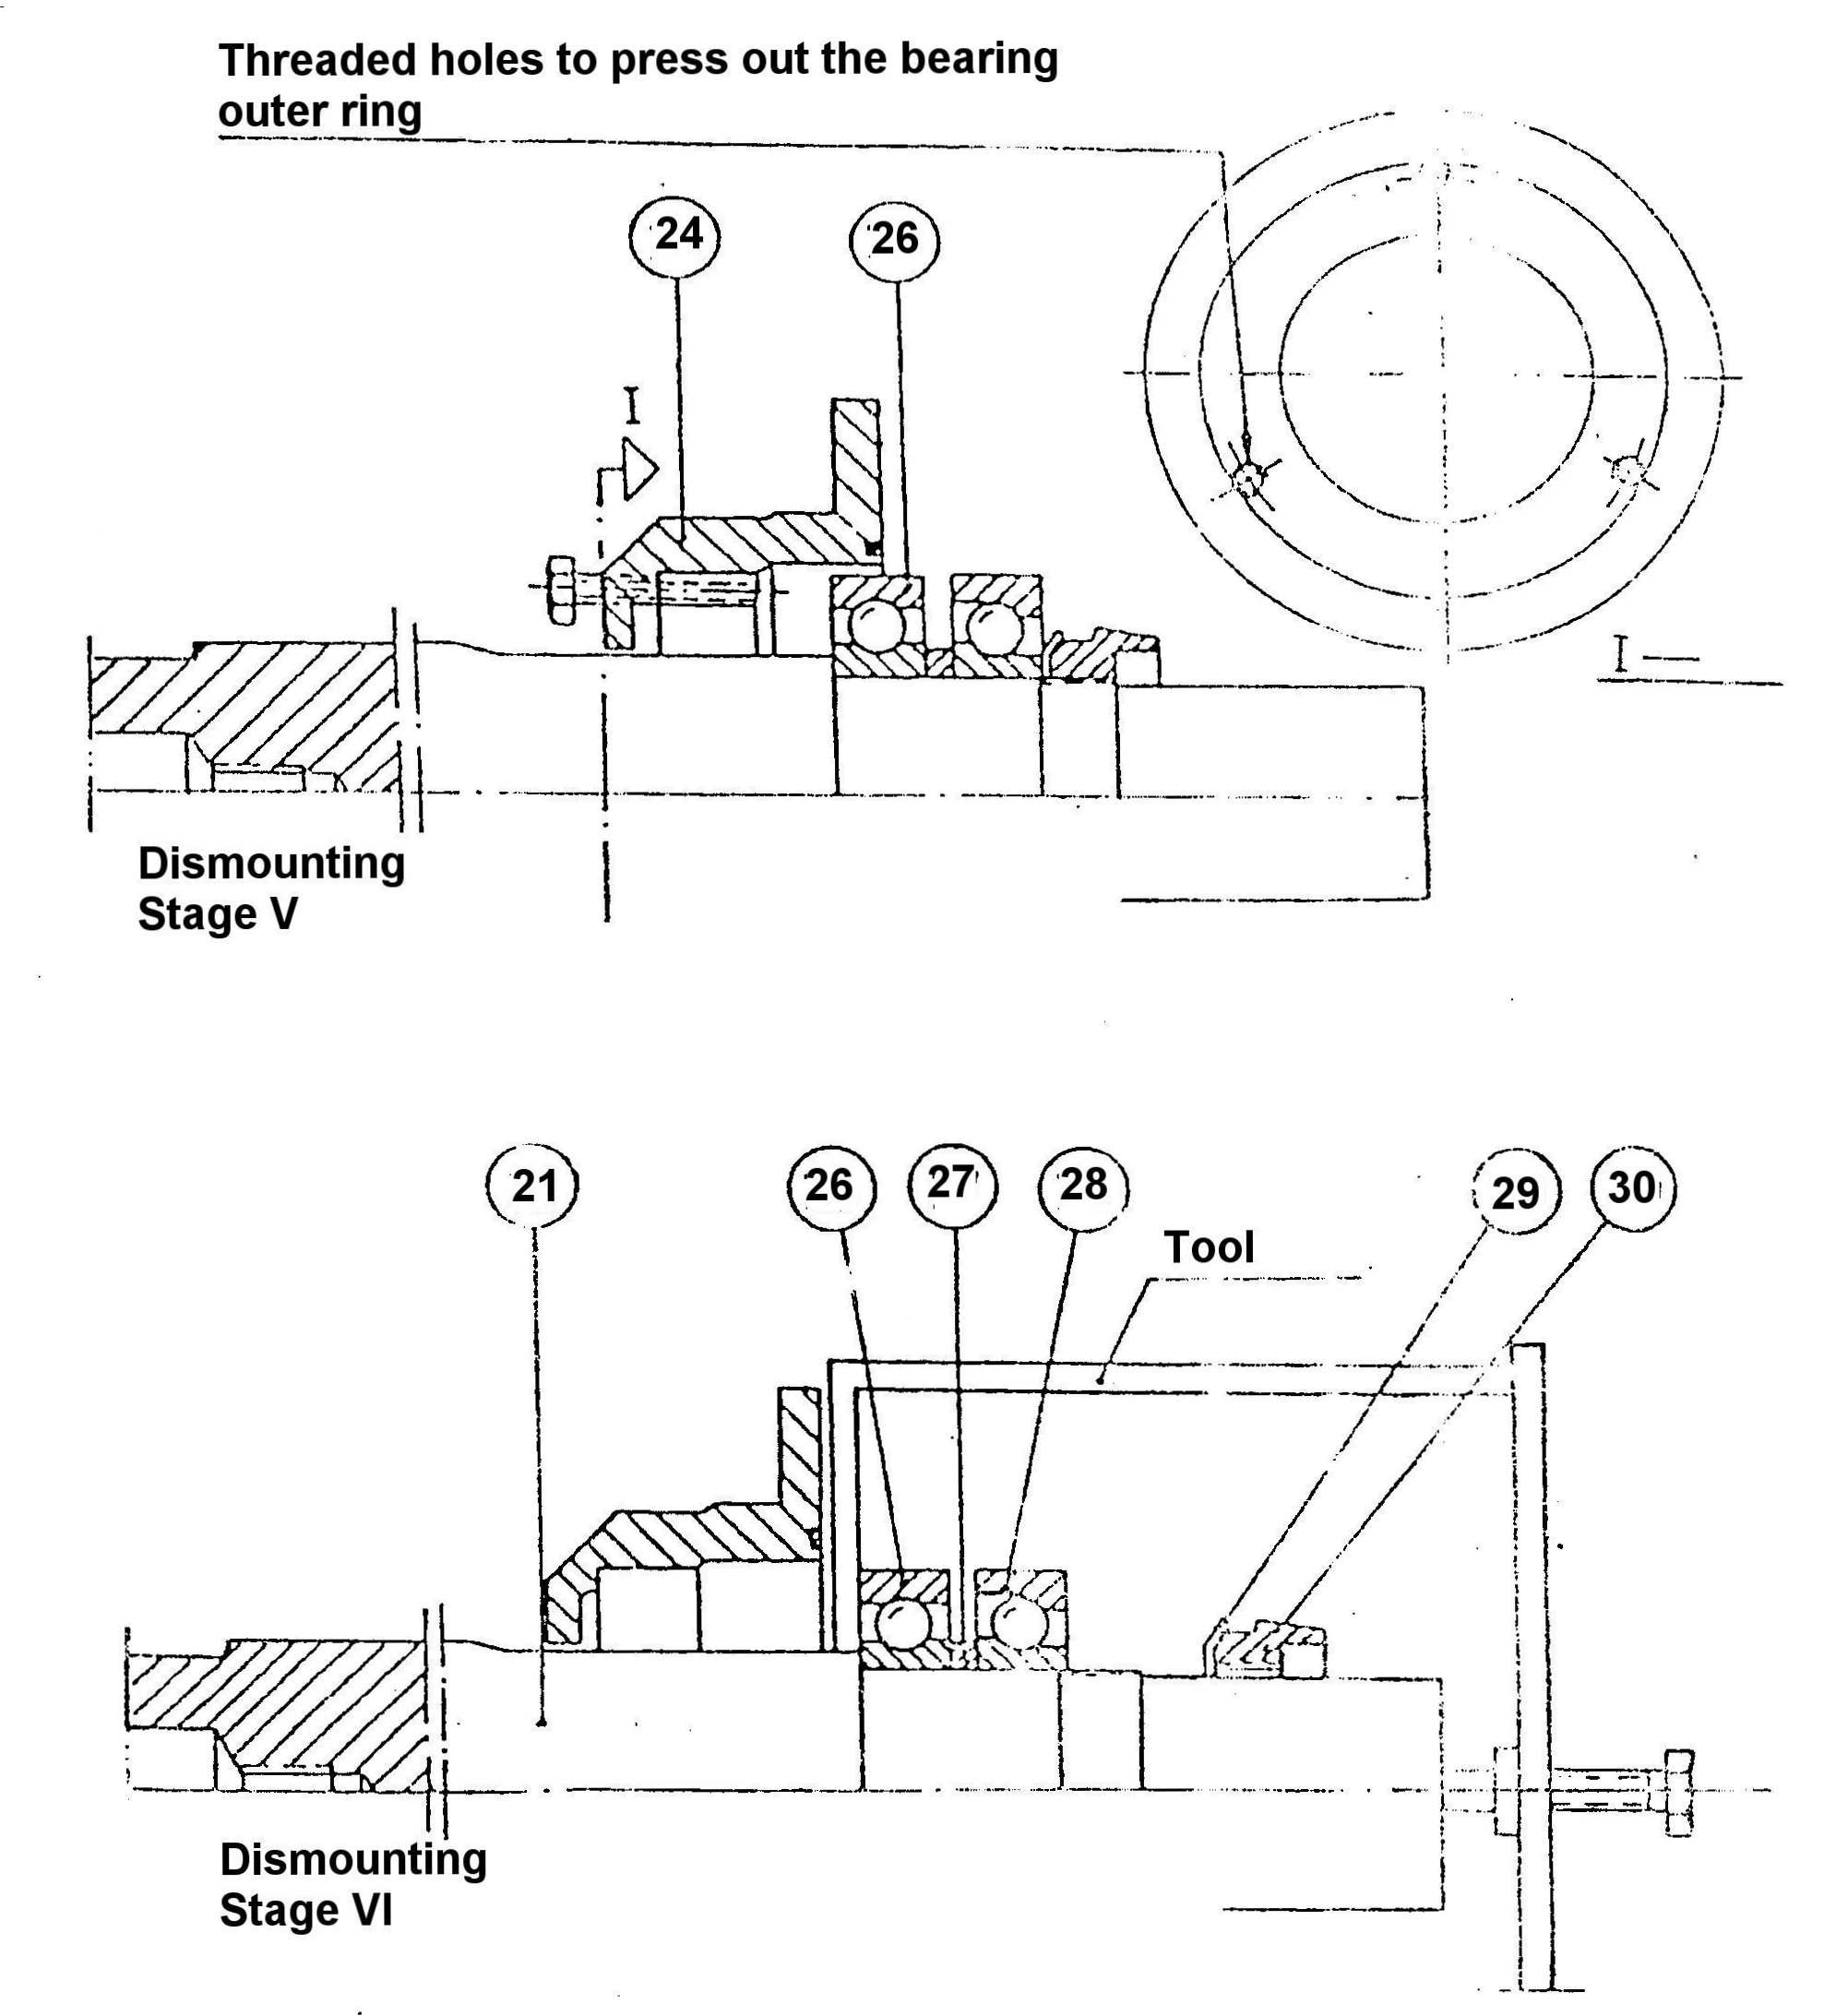 Threaded holes to press out the bearing
outer ring
24
26
I
I —
Dismounting
Stage V
21
26
27
28
29
30
Tool
Dismounting
Stage VI